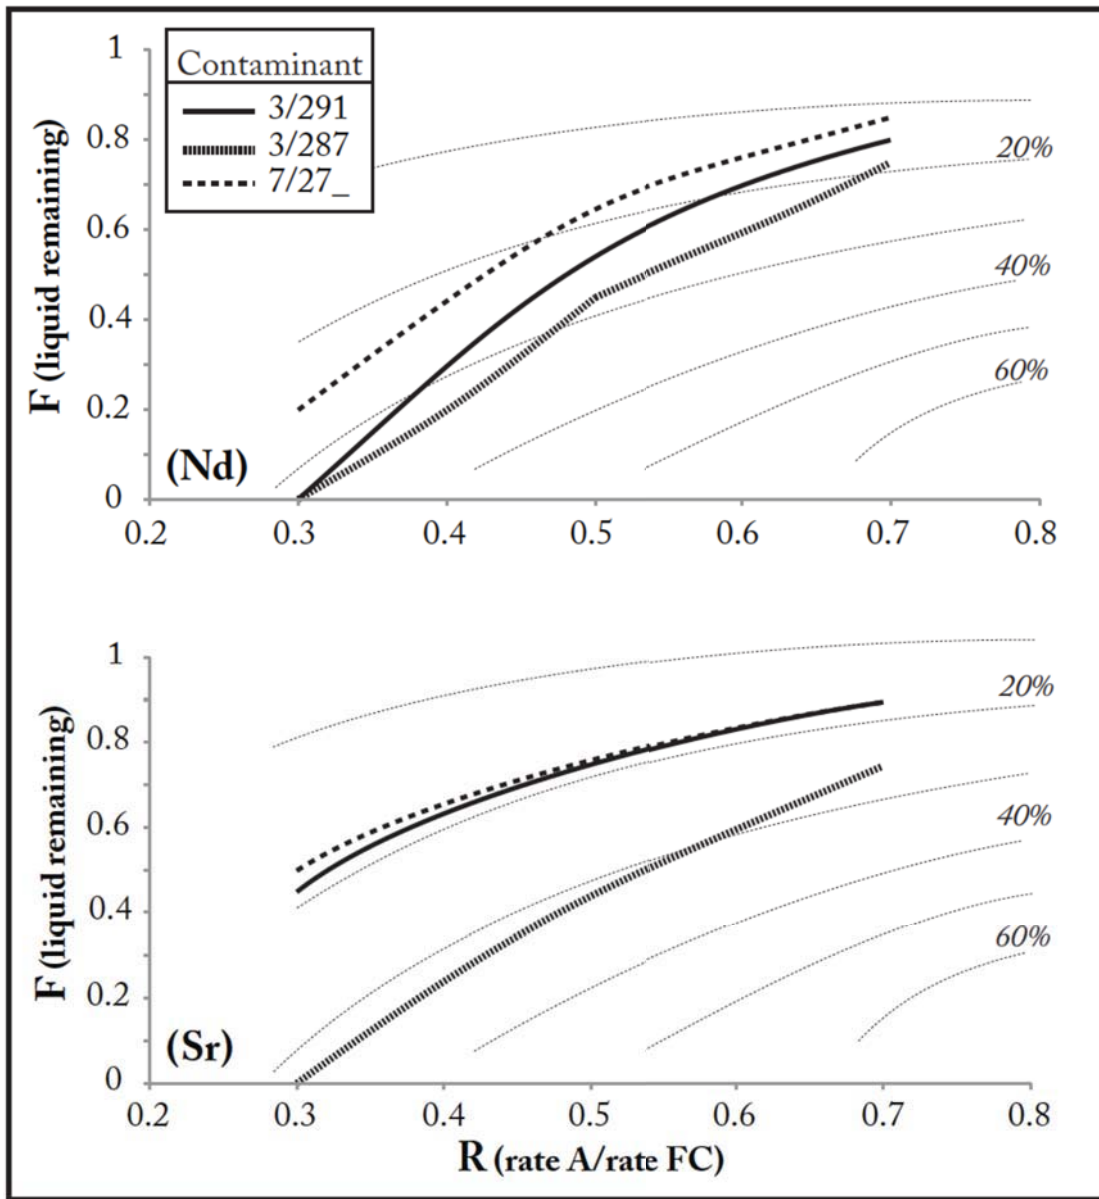 Contaminant
3/291
3/287
7/27_
1
0.8
0.6
0.4
0.2
0
F (liquid remaining)
20%
40%
60%
(Nd)
0.2 0.3 0.4 0.5 0.6 0.7 0.8
1
0.8
0.6
0.4
0.2
0
F (liquid remaining)
20%
40%
60%
(Sr)
0.2 0.3 0.4 0.5 0.6 0.7 0.8
R (rate A/rate FC)